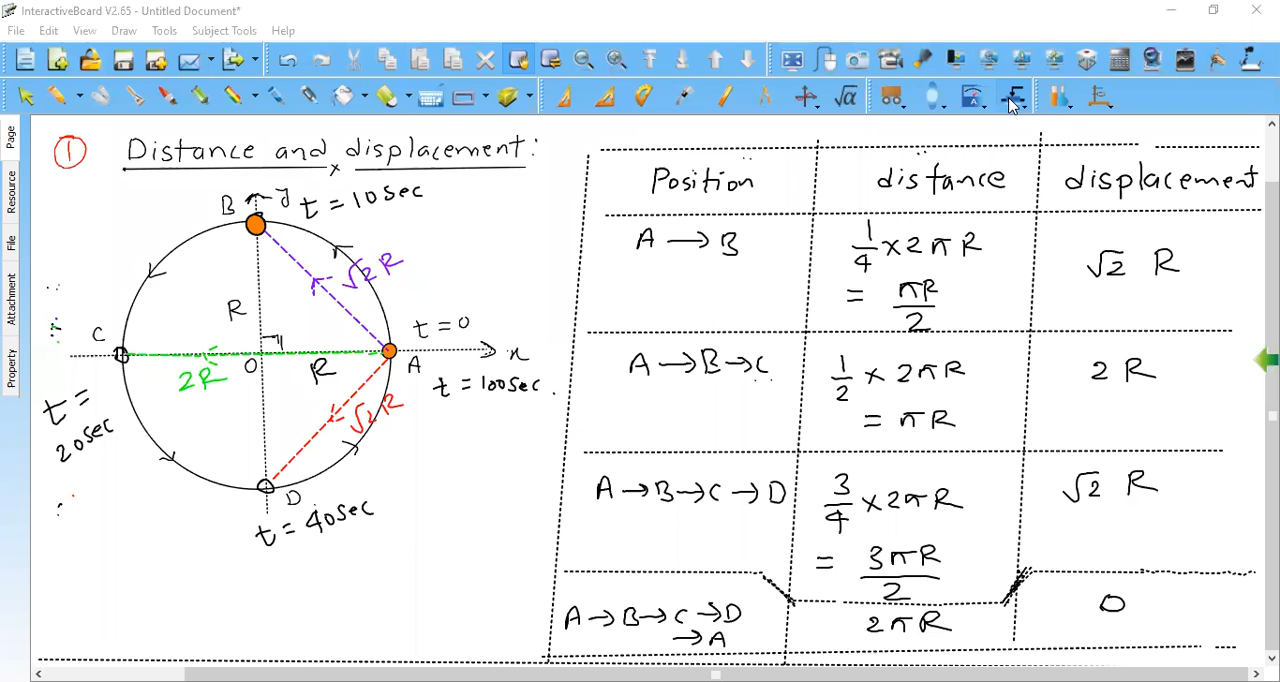 InteractiveBoard V2.65 - Untitled Document*
File Edit View Draw Tools Subject Tools Help
Page
Resource
File
Attachment
Property
① Distance and displacement:
B y t = 10sec
√2 R
R
C
t = 0
O R A x
2R
t = 100sec
t = 20sec
√2 R
D
t = 40sec
Position distance displacement
A → B 1/4 × 2πR √2 R
= πR/2
A → B → C 1/2 × 2πR 2R
= πR
A → B → C → D 3/4 × 2πR √2 R
= 3πR/2
A → B → C → D → A 2πR 0